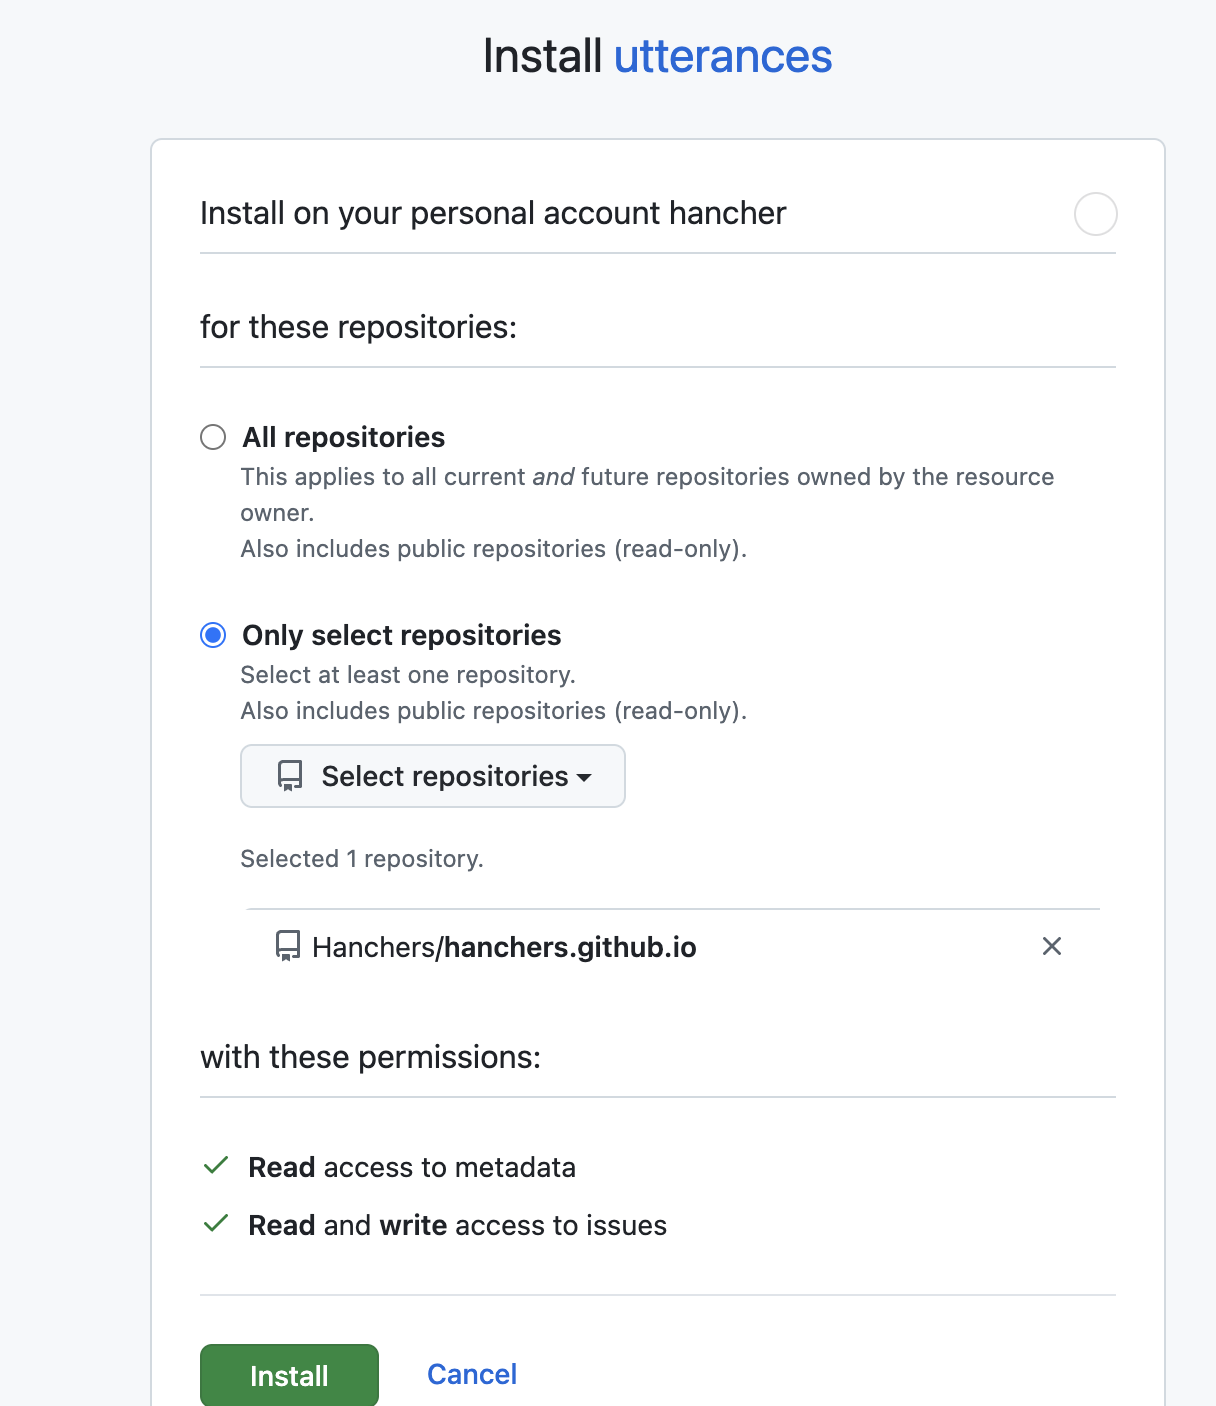 Install utterances
Install on your personal account hancher
for these repositories:
All repositories
This applies to all current and future repositories owned by the resource
owner.
Also includes public repositories (read-only).
Only select repositories
Select at least one repository.
Also includes public repositories (read-only).
Select repositories
Selected 1 repository.
Hanchers/hanchers.github.io
with these permissions:
Read access to metadata
Read and write access to issues
Install
Cancel